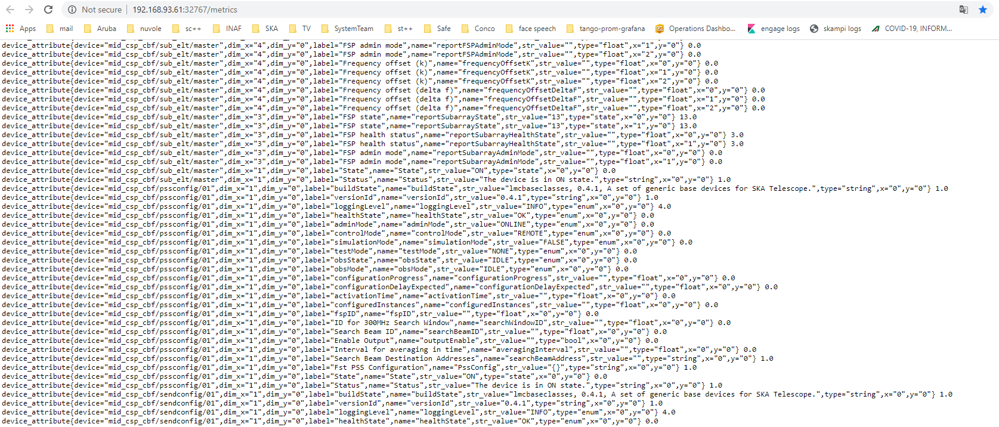 Not secure | 192.168.93.61:32767/metrics
Apps mail Aruba nuvole sc++ INAF SKA TV SystemTeam st++ Safe Conco face speech tango-prom-grafana Operations Dashbo... engage logs skampi logs COVID-19, INFORM...
device_attribute{device="mid_csp_cbf/sub_elt/master",dim_x="4",dim_y="0",label="FSP admin mode",name="reportFSPAdminMode",str_value="",type="float",x="1",y="0"} 0.0
device_attribute{device="mid_csp_cbf/sub_elt/master",dim_x="4",dim_y="0",label="FSP admin mode",name="reportFSPAdminMode",str_value="",type="float",x="2",y="0"} 0.0
device_attribute{device="mid_csp_cbf/sub_elt/master",dim_x="4",dim_y="0",label="Frequency offset (k)",name="frequencyOffsetK",str_value="",type="float",x="0",y="0"} 0.0
device_attribute{device="mid_csp_cbf/sub_elt/master",dim_x="4",dim_y="0",label="Frequency offset (k)",name="frequencyOffsetK",str_value="",type="float",x="1",y="0"} 0.0
device_attribute{device="mid_csp_cbf/sub_elt/master",dim_x="4",dim_y="0",label="Frequency offset (k)",name="frequencyOffsetK",str_value="",type="float",x="2",y="0"} 0.0
device_attribute{device="mid_csp_cbf/sub_elt/master",dim_x="4",dim_y="0",label="Frequency offset (delta f)",name="frequencyOffsetDeltaF",str_value="",type="float",x="0",y="0"} 0.0
device_attribute{device="mid_csp_cbf/sub_elt/master",dim_x="4",dim_y="0",label="Frequency offset (delta f)",name="frequencyOffsetDeltaF",str_value="",type="float",x="1",y="0"} 0.0
device_attribute{device="mid_csp_cbf/sub_elt/master",dim_x="4",dim_y="0",label="Frequency offset (delta f)",name="frequencyOffsetDeltaF",str_value="",type="float",x="2",y="0"} 0.0
device_attribute{device="mid_csp_cbf/sub_elt/master",dim_x="3",dim_y="0",label="FSP state",name="reportSubarrayState",str_value="13",type="state",x="0",y="0"} 13.0
device_attribute{device="mid_csp_cbf/sub_elt/master",dim_x="3",dim_y="0",label="FSP state",name="reportSubarrayState",str_value="13",type="state",x="1",y="0"} 13.0
device_attribute{device="mid_csp_cbf/sub_elt/master",dim_x="3",dim_y="0",label="FSP health status",name="reportSubarrayHealthState",str_value="",type="float",x="0",y="0"} 3.0
device_attribute{device="mid_csp_cbf/sub_elt/master",dim_x="3",dim_y="0",label="FSP health status",name="reportSubarrayHealthState",str_value="",type="float",x="1",y="0"} 3.0
device_attribute{device="mid_csp_cbf/sub_elt/master",dim_x="3",dim_y="0",label="FSP admin mode",name="reportSubarrayAdminMode",str_value="",type="float",x="0",y="0"} 0.0
device_attribute{device="mid_csp_cbf/sub_elt/master",dim_x="3",dim_y="0",label="FSP admin mode",name="reportSubarrayAdminMode",str_value="",type="float",x="1",y="0"} 0.0
device_attribute{device="mid_csp_cbf/sub_elt/master",dim_x="1",dim_y="0",label="State",name="State",str_value="ON",type="state",x="0",y="0"} 0.0
device_attribute{device="mid_csp_cbf/sub_elt/master",dim_x="1",dim_y="0",label="Status",name="Status",str_value="The device is in ON state.",type="string",x="0",y="0"} 1.0
device_attribute{device="mid_csp_cbf/pssconfig/01",dim_x="1",dim_y="0",label="buildState",name="buildState",str_value="lmcbaseclasses, 0.4.1, A set of generic base devices for SKA Telescope.",type="string",x="0",y="0"} 1.0
device_attribute{device="mid_csp_cbf/pssconfig/01",dim_x="1",dim_y="0",label="versionId",name="versionId",str_value="0.4.1",type="string",x="0",y="0"} 1.0
device_attribute{device="mid_csp_cbf/pssconfig/01",dim_x="1",dim_y="0",label="loggingLevel",name="loggingLevel",str_value="INFO",type="enum",x="0",y="0"} 4.0
device_attribute{device="mid_csp_cbf/pssconfig/01",dim_x="1",dim_y="0",label="healthState",name="healthState",str_value="OK",type="enum",x="0",y="0"} 0.0
device_attribute{device="mid_csp_cbf/pssconfig/01",dim_x="1",dim_y="0",label="adminMode",name="adminMode",str_value="ONLINE",type="enum",x="0",y="0"} 0.0
device_attribute{device="mid_csp_cbf/pssconfig/01",dim_x="1",dim_y="0",label="controlMode",name="controlMode",str_value="REMOTE",type="enum",x="0",y="0"} 0.0
device_attribute{device="mid_csp_cbf/pssconfig/01",dim_x="1",dim_y="0",label="simulationMode",name="simulationMode",str_value="FALSE",type="enum",x="0",y="0"} 0.0
device_attribute{device="mid_csp_cbf/pssconfig/01",dim_x="1",dim_y="0",label="testMode",name="testMode",str_value="NONE",type="enum",x="0",y="0"} 0.0
device_attribute{device="mid_csp_cbf/pssconfig/01",dim_x="1",dim_y="0",label="obsState",name="obsState",str_value="IDLE",type="enum",x="0",y="0"} 0.0
device_attribute{device="mid_csp_cbf/pssconfig/01",dim_x="1",dim_y="0",label="obsMode",name="obsMode",str_value="IDLE",type="enum",x="0",y="0"} 0.0
device_attribute{device="mid_csp_cbf/pssconfig/01",dim_x="1",dim_y="0",label="configurationProgress",name="configurationProgress",str_value="",type="float",x="0",y="0"} 0.0
device_attribute{device="mid_csp_cbf/pssconfig/01",dim_x="1",dim_y="0",label="configurationDelayExpected",name="configurationDelayExpected",str_value="",type="float",x="0",y="0"} 0.0
device_attribute{device="mid_csp_cbf/pssconfig/01",dim_x="1",dim_y="0",label="activationTime",name="activationTime",str_value="",type="float",x="0",y="0"} 0.0
device_attribute{device="mid_csp_cbf/pssconfig/01",dim_x="1",dim_y="0",label="configuredInstances",name="configuredInstances",str_value="",type="float",x="0",y="0"} 0.0
device_attribute{device="mid_csp_cbf/pssconfig/01",dim_x="1",dim_y="0",label="fspID",name="fspID",str_value="",type="float",x="0",y="0"} 0.0
device_attribute{device="mid_csp_cbf/pssconfig/01",dim_x="1",dim_y="0",label="ID for 300MHz Search Window",name="searchWindowID",str_value="",type="float",x="0",y="0"} 0.0
device_attribute{device="mid_csp_cbf/pssconfig/01",dim_x="1",dim_y="0",label="Search Beam ID",name="searchBeamID",str_value="",type="float",x="0",y="0"} 0.0
device_attribute{device="mid_csp_cbf/pssconfig/01",dim_x="1",dim_y="0",label="Enable Output",name="outputEnable",str_value="",type="bool",x="0",y="0"} 0.0
device_attribute{device="mid_csp_cbf/pssconfig/01",dim_x="1",dim_y="0",label="Interval for averaging in time",name="averagingInterval",str_value="",type="float",x="0",y="0"} 0.0
device_attribute{device="mid_csp_cbf/pssconfig/01",dim_x="1",dim_y="0",label="Search Beam Destination Addresses",name="searchBeamAddress",str_value="",type="string",x="0",y="0"} 1.0
device_attribute{device="mid_csp_cbf/pssconfig/01",dim_x="1",dim_y="0",label="Fst PSS Configuration",name="PssConfig",str_value="{}",type="string",x="0",y="0"} 1.0
device_attribute{device="mid_csp_cbf/pssconfig/01",dim_x="1",dim_y="0",label="State",name="State",str_value="ON",type="state",x="0",y="0"} 0.0
device_attribute{device="mid_csp_cbf/pssconfig/01",dim_x="1",dim_y="0",label="Status",name="Status",str_value="The device is in ON state.",type="string",x="0",y="0"} 1.0
device_attribute{device="mid_csp_cbf/sendconfig/01",dim_x="1",dim_y="0",label="buildState",name="buildState",str_value="lmcbaseclasses, 0.4.1, A set of generic base devices for SKA Telescope.",type="string",x="0",y="0"} 1.0
device_attribute{device="mid_csp_cbf/sendconfig/01",dim_x="1",dim_y="0",label="versionId",name="versionId",str_value="0.4.1",type="string",x="0",y="0"} 1.0
device_attribute{device="mid_csp_cbf/sendconfig/01",dim_x="1",dim_y="0",label="loggingLevel",name="loggingLevel",str_value="INFO",type="enum",x="0",y="0"} 4.0
device_attribute{device="mid_csp_cbf/sendconfig/01",dim_x="1",dim_y="0",label="healthState",name="healthState",str_value="OK",type="enum",x="0",y="0"} 0.0